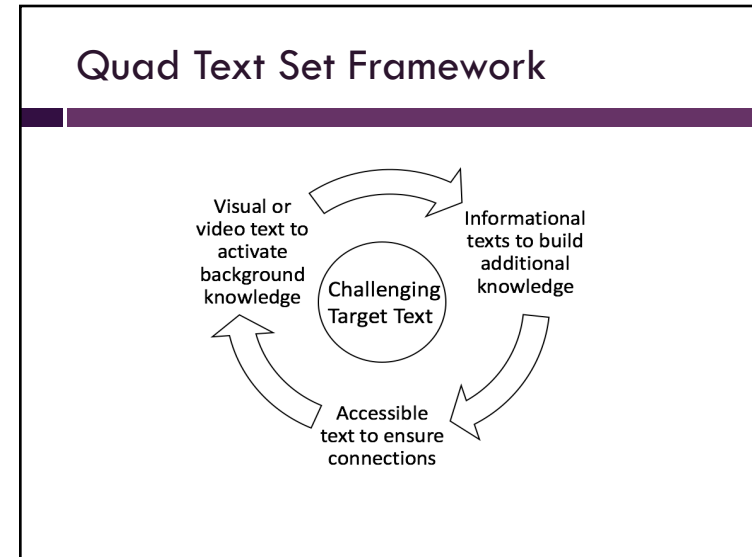 Quad Text Set Framework
Visual or
video text to
activate
background
knowledge
Informational
texts to build
additional
knowledge
Challenging
Target Text
Accessible
text to ensure
connections